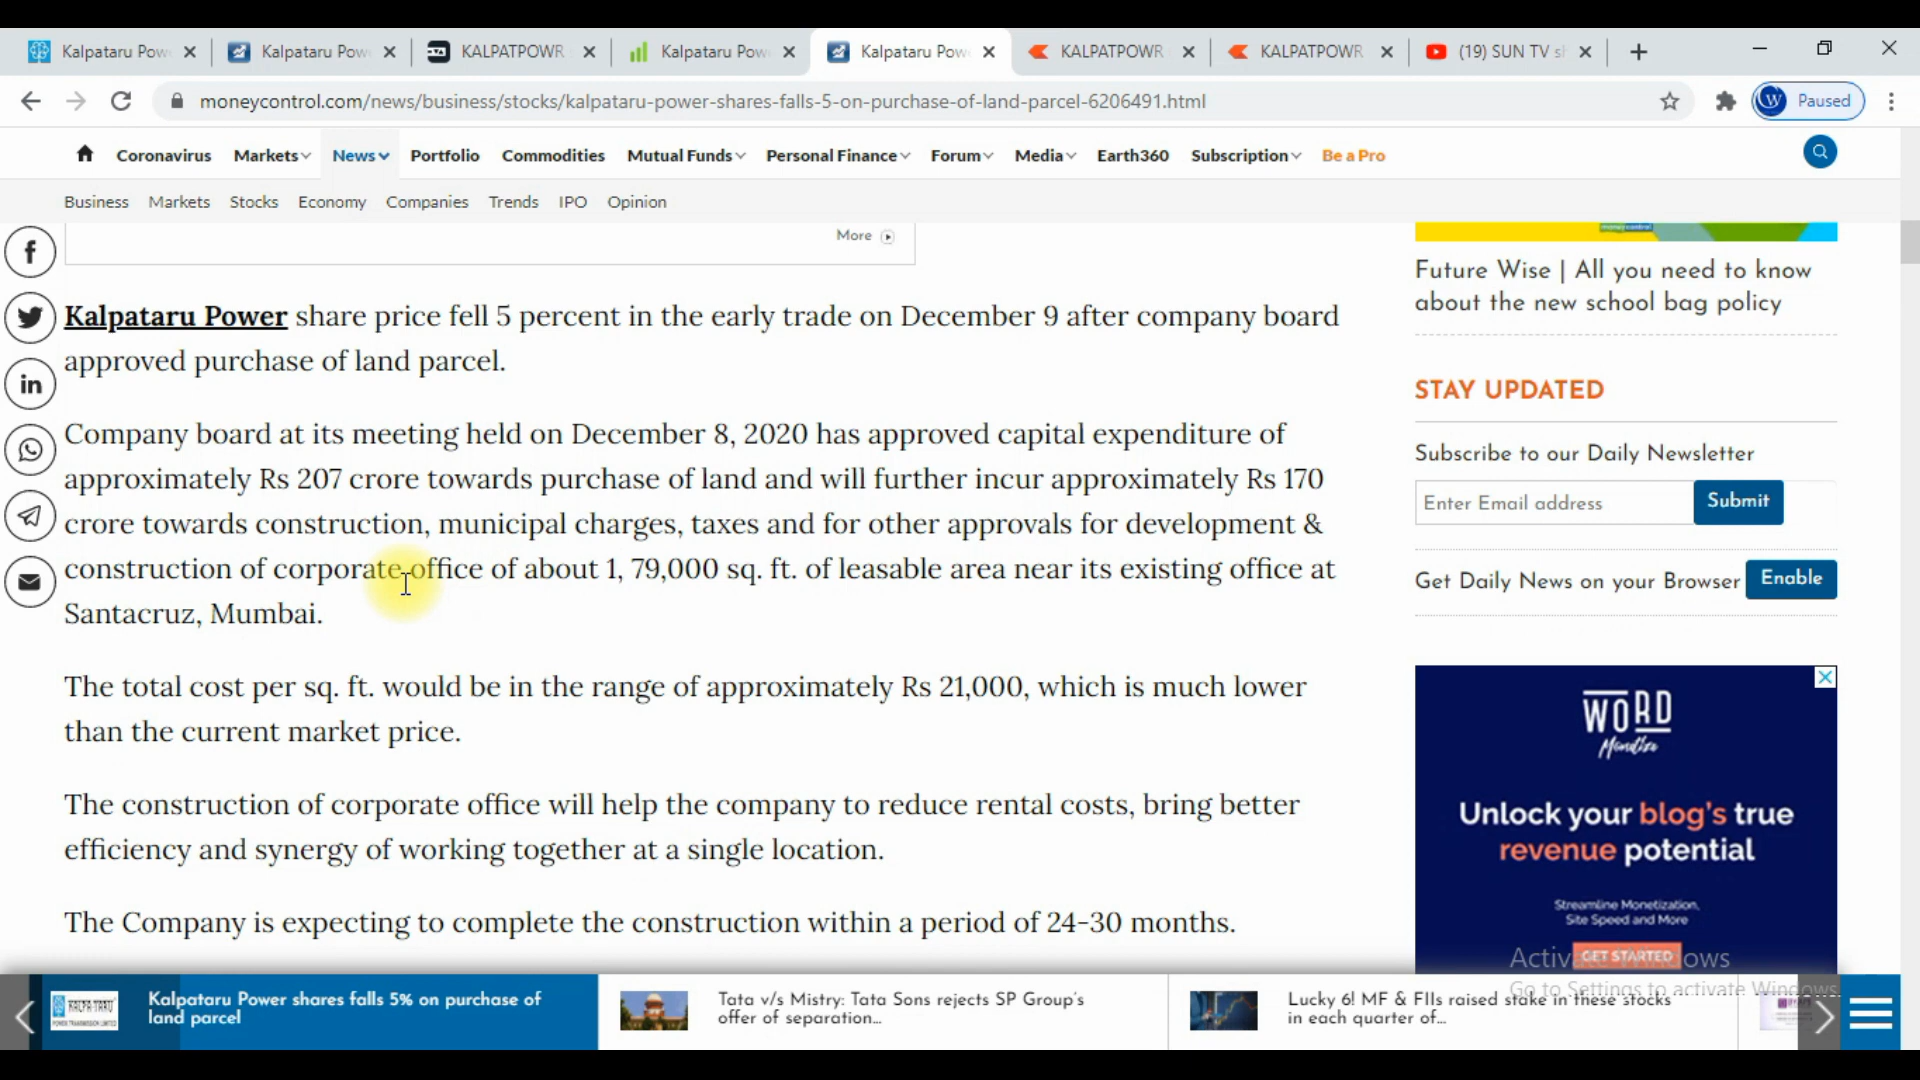 Kalpataru Pow
Kalpataru Pow
KALPATPOWR
Kalpataru Pow
Kalpataru Pow
KALPATPOWR
KALPATPOWR
(19) SUN TV sh
moneycontrol.com/news/business/stocks/kalpataru-power-shares-falls-5-on-purchase-of-land-parcel-6206491.html
W
Paused
Coronavirus
Markets
News
Portfolio
Commodities
Mutual Funds
Personal Finance
Forum
Media
Earth360
Subscription
Be a Pro
Business
Markets
Stocks
Economy
Companies
Trends
IPO
Opinion
More
Kalpataru Power share price fell 5 percent in the early trade on December 9 after company board
approved purchase of land parcel.
Company board at its meeting held on December 8, 2020 has approved capital expenditure of
approximately Rs 207 crore towards purchase of land and will further incur approximately Rs 170
crore towards construction, municipal charges, taxes and for other approvals for development &
construction of corporate office of about 1, 79,000 sq. ft. of leasable area near its existing office at
Santacruz, Mumbai.
The total cost per sq. ft. would be in the range of approximately Rs 21,000, which is much lower
than the current market price.
The construction of corporate office will help the company to reduce rental costs, bring better
efficiency and synergy of working together at a single location.
The Company is expecting to complete the construction within a period of 24-30 months.
Future Wise | All you need to know
about the new school bag policy
STAY UPDATED
Subscribe to our Daily Newsletter
Enter Email address
Submit
Get Daily News on your Browser
Enable
WORD
Monetize
Unlock your blog's true
revenue potential
Streamline Monetization,
Site Speed and More
GET STARTED
Activate Windows
Go to Settings to activate Windows
Kalpataru Power shares falls 5% on purchase of
land parcel
Tata v/s Mistry: Tata Sons rejects SP Group's
offer of separation...
Lucky 6! MF & FIIs raised stake in these stocks
in each quarter of...